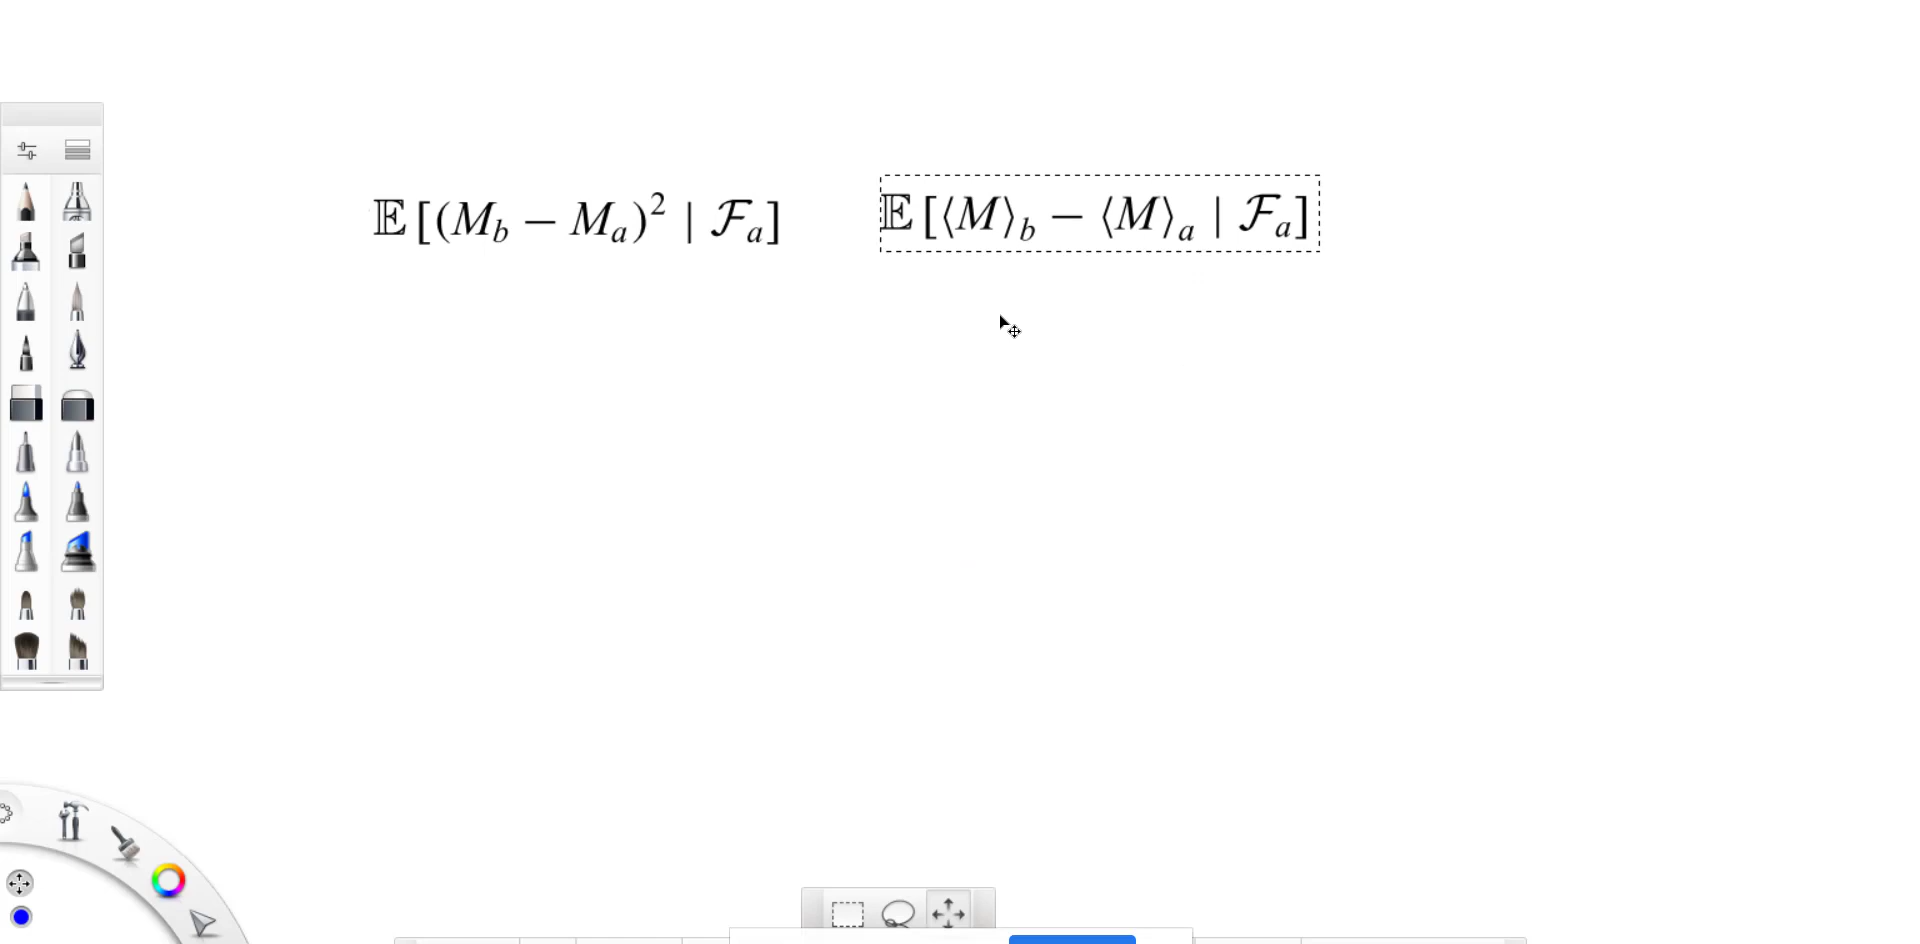 𝔼[(M_b − M_a)² | ℱ_a] 𝔼[⟨M⟩_b − ⟨M⟩_a | ℱ_a]